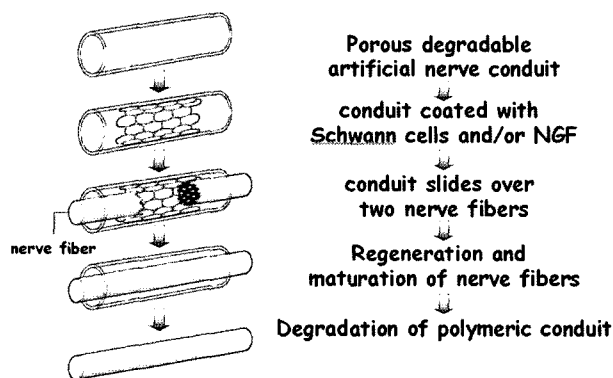 Porous degradable
artificial nerve conduit
conduit coated with
Schwann cells and/or NGF
conduit slides over
two nerve fibers
nerve fiber
Regeneration and
maturation of nerve fibers
Degradation of polymeric conduit